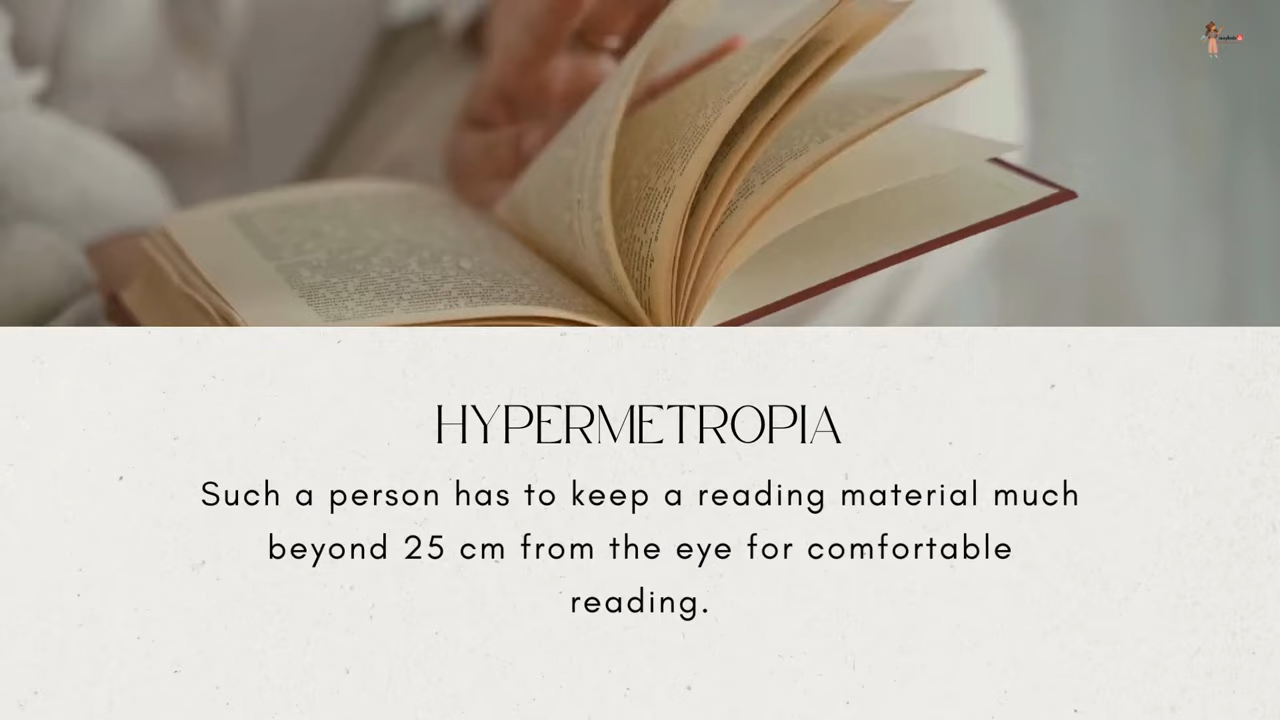 HYPERMETROPIA
Such a person has to keep a reading material much
beyond 25 cm from the eye for comfortable
reading.